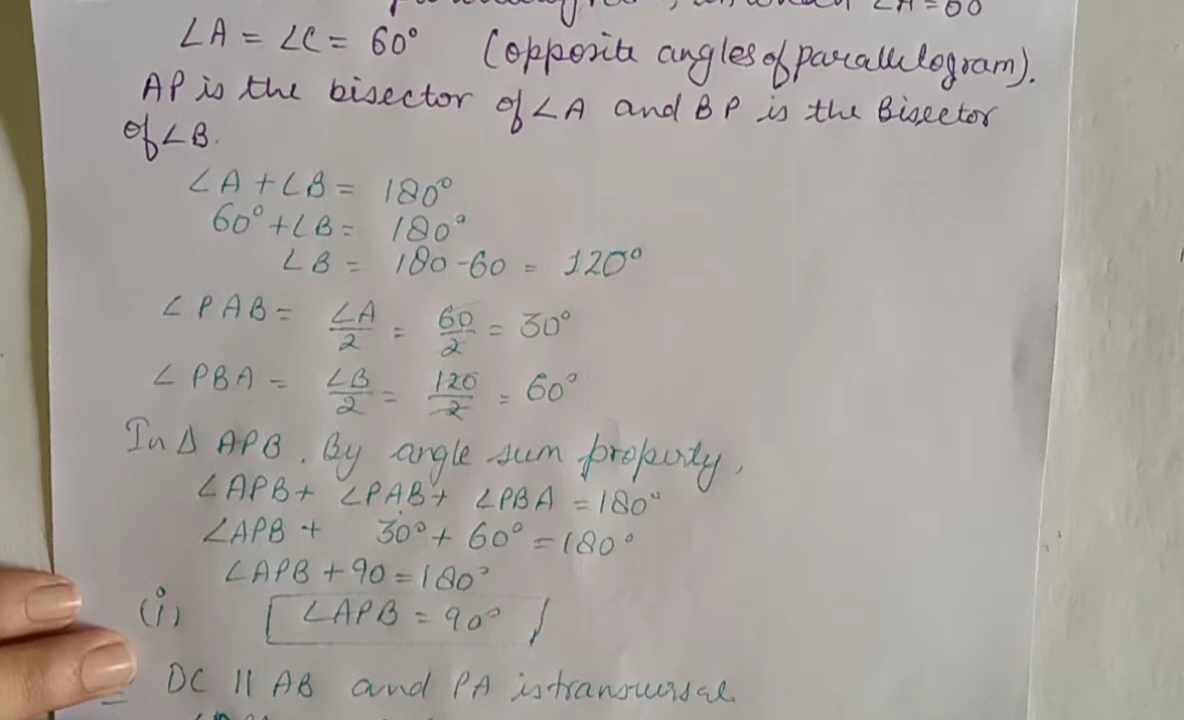 ∠A = 60
∠A = ∠C = 60° (opposite angles of parallelogram).
AP is the bisector of ∠A and BP is the Bisector
of ∠B.
∠A + ∠B = 180°
60° + ∠B = 180°
∠B = 180 - 60 = 120°
∠PAB = ∠A/2 = 60/2 = 30°
∠PBA = ∠B/2 = 120/2 = 60°
In Δ APB. By angle sum property,
∠APB + ∠PAB + ∠PBA = 180°
∠APB + 30° + 60° = 180°
∠APB + 90 = 180°
(i) ∠APB = 90°
DC || AB and PA is transversal